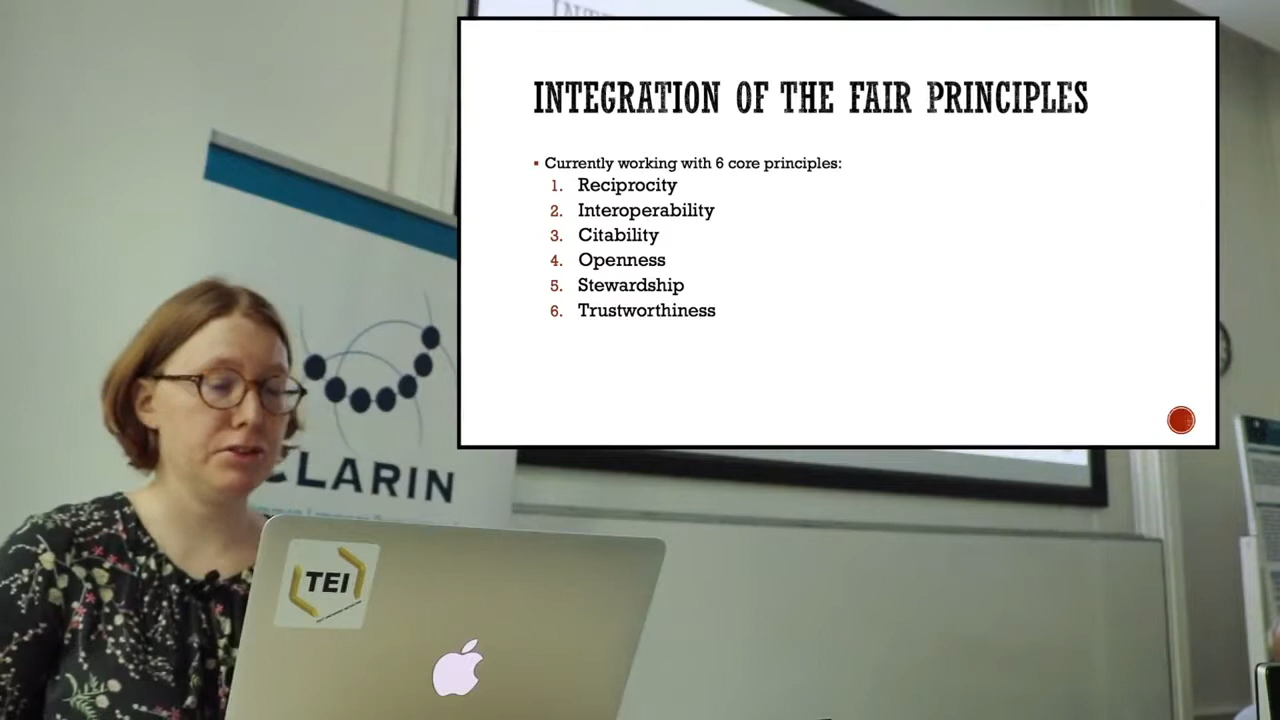 INTEGRATION OF THE FAIR PRINCIPLES
▪ Currently working with 6 core principles:
1. Reciprocity
2. Interoperability
3. Citability
4. Openness
5. Stewardship
6. Trustworthiness
CLARIN
TEI